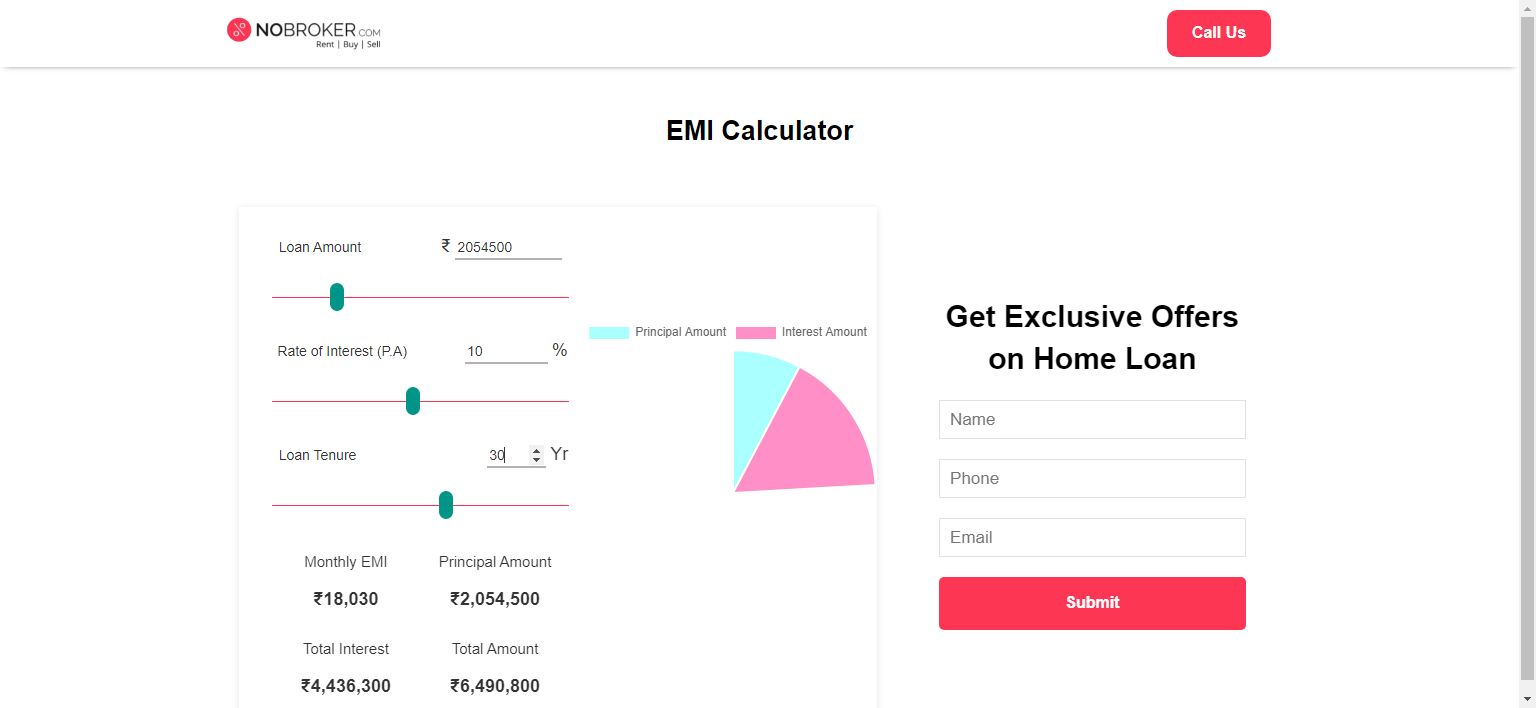 NOBROKER.COM
Rent | Buy | Sell
Call Us
EMI Calculator
Loan Amount ₹ 2054500
Rate of Interest (P.A) 10 %
Loan Tenure 30 Yr
Monthly EMI Principal Amount
₹18,030 ₹2,054,500
Total Interest Total Amount
₹4,436,300 ₹6,490,800
Principal Amount Interest Amount
Get Exclusive Offers
on Home Loan
Name
Phone
Email
Submit